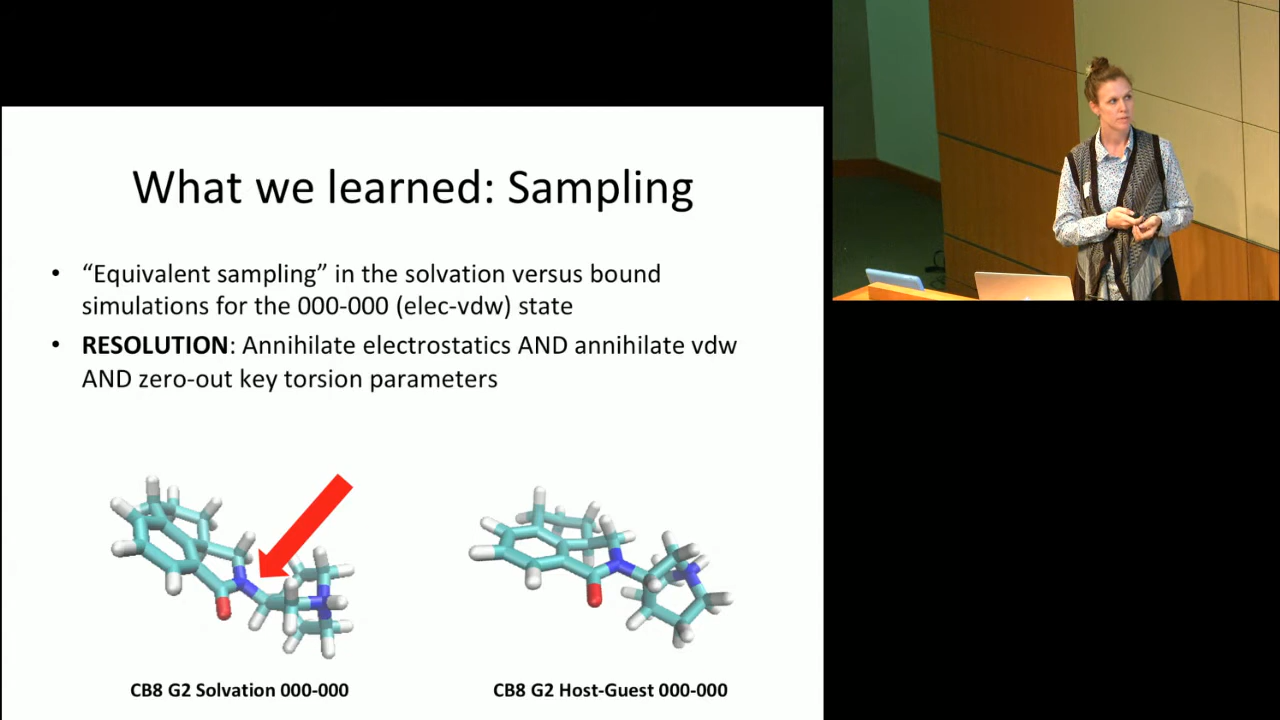 What we learned: Sampling
• “Equivalent sampling” in the solvation versus bound
simulations for the 000-000 (elec-vdw) state
• RESOLUTION: Annihilate electrostatics AND annihilate vdw
AND zero-out key torsion parameters
CB8 G2 Solvation 000-000
CB8 G2 Host-Guest 000-000